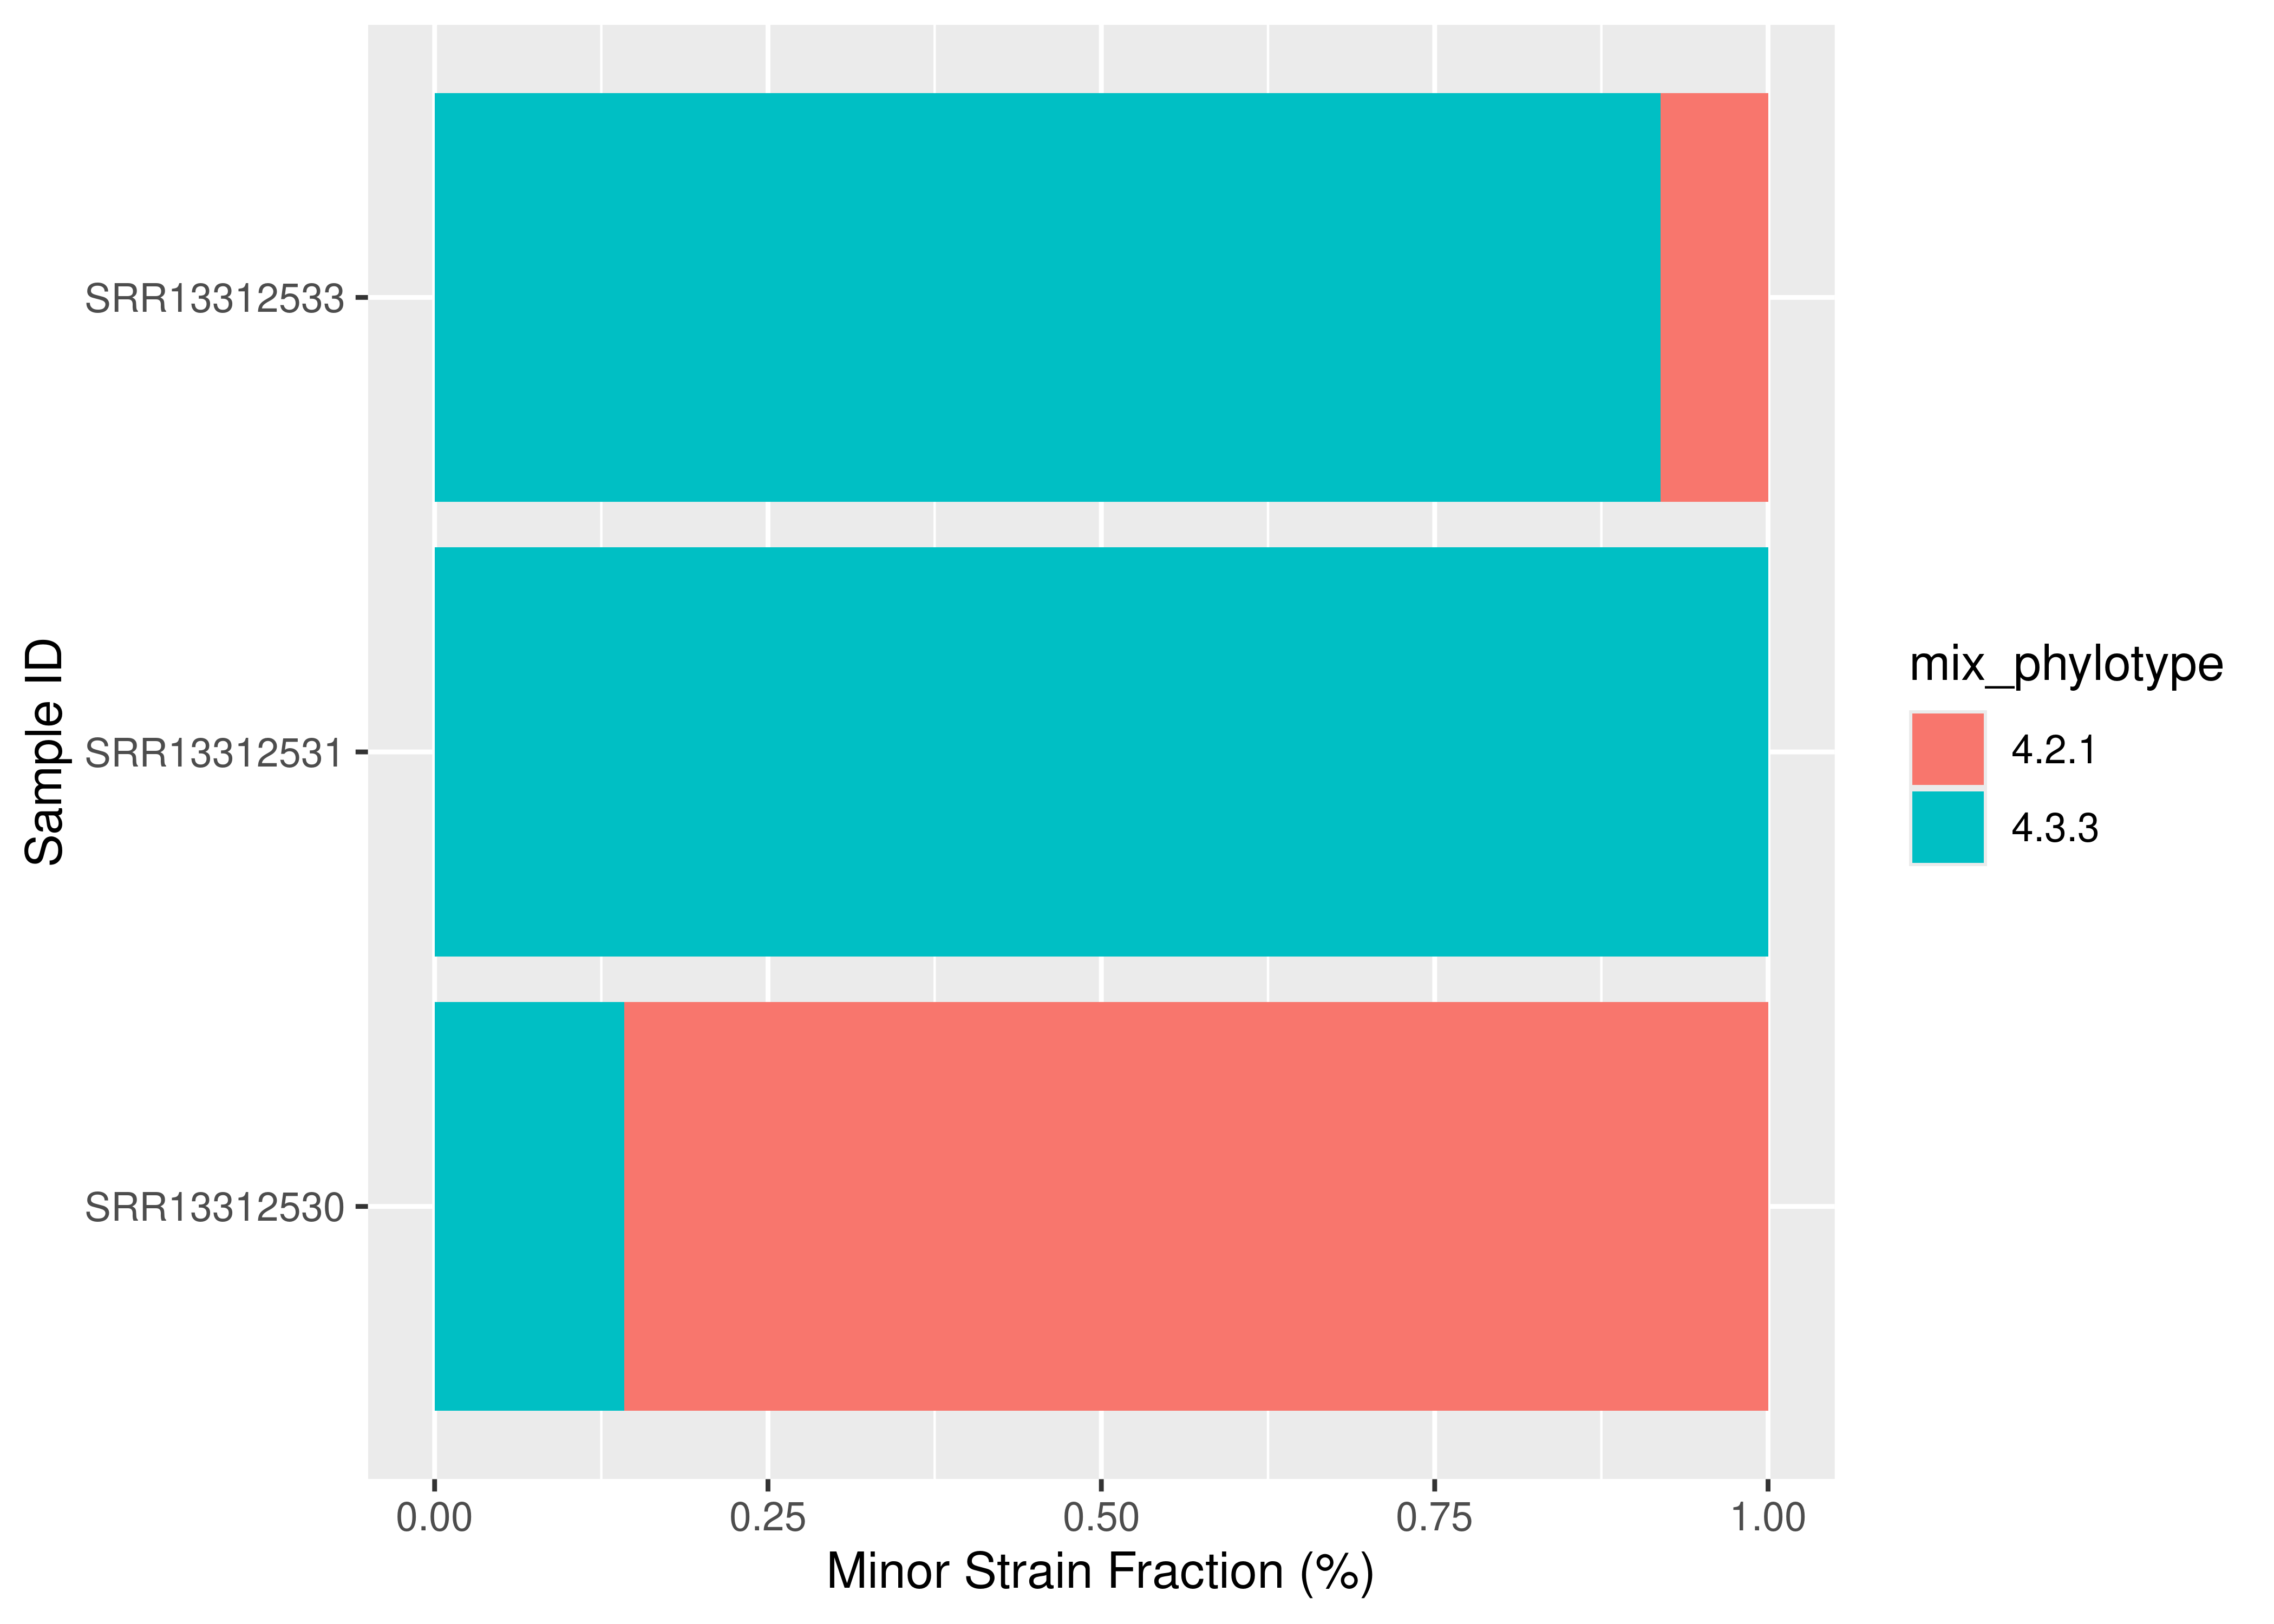 Sample ID
SRR13312533
SRR13312531
SRR13312530
0.00 0.25 0.50 0.75 1.00
Minor Strain Fraction (%)
mix_phylotype
4.2.1
4.3.3